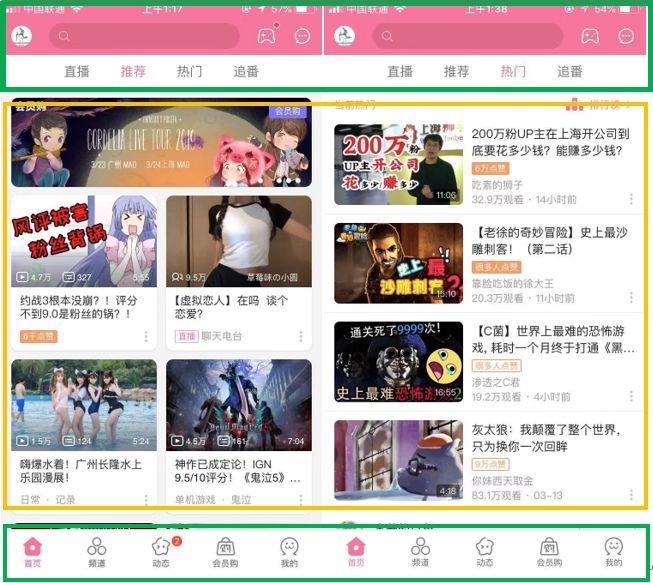 中国联通
上午1:17
57%
直播
推荐
热门
追番
会员购
会员购
CORDELIA LIVE TOUR 2019
3/23 广州 MAO
3/24上海 MAO
风评被害
粉丝背锅
4.7万
327
5:55
约战3根本没崩？！评分
不到9.0是粉丝的锅？！
6千点赞
9.5万
草莓味の小圆
【虚拟恋人】在吗 谈个
恋爱？
直播
聊天电台
1.5万
124
5:24
嗨爆水着！广州长隆水上
乐园漫展！
日常 · 记录
Devil May Cry 5
4.5万
161
7:04
神作已成定论！IGN
9.5/10评分！《鬼泣5》...
单机游戏 · 鬼泣
首页
频道
2
动态
会员购
我的
中国联通
上午1:38
54%
直播
推荐
热门
追番
当前热门
排行榜
200万粉
UP主开公司
花多少/赚多少
11:06
200万粉UP主在上海开公司到
底要花多少钱？能赚多少钱？
6万点赞
吃素的狮子
32.9万观看 · 14小时前
史上最
沙雕刺客2
15:10
【老徐的奇妙冒险】史上最沙
雕刺客！（第二话）
很多人点赞
靠脸吃饭的徐大王
20.3万观看 · 11小时前
通关死了9999次！
史上最难恐怖游戏2
16:55
【C菌】世界上最难的恐怖游
戏, 耗时一个月终于打通《黑...
很多人点赞
渗透之C君
19.2万观看 · 4小时前
4:18
灰太狼：我颠覆了整个世界，
只为换你一次回眸
9万点赞
你妹西天取金
83.1万观看 · 03-13
首页
频道
动态
会员购
我的